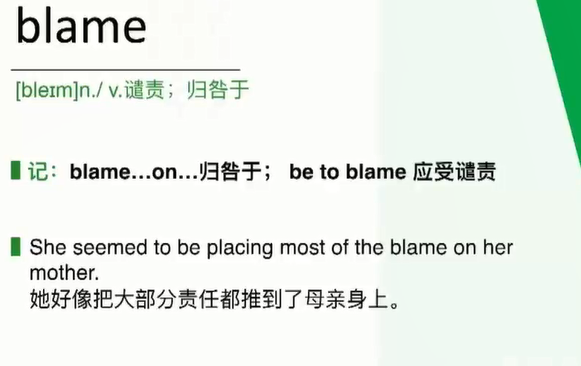 blame
[bleɪm]n./ v.谴责；归咎于
记：blame…on…归咎于； be to blame 应受谴责
She seemed to be placing most of the blame on her
mother.
她好像把大部分责任都推到了母亲身上。